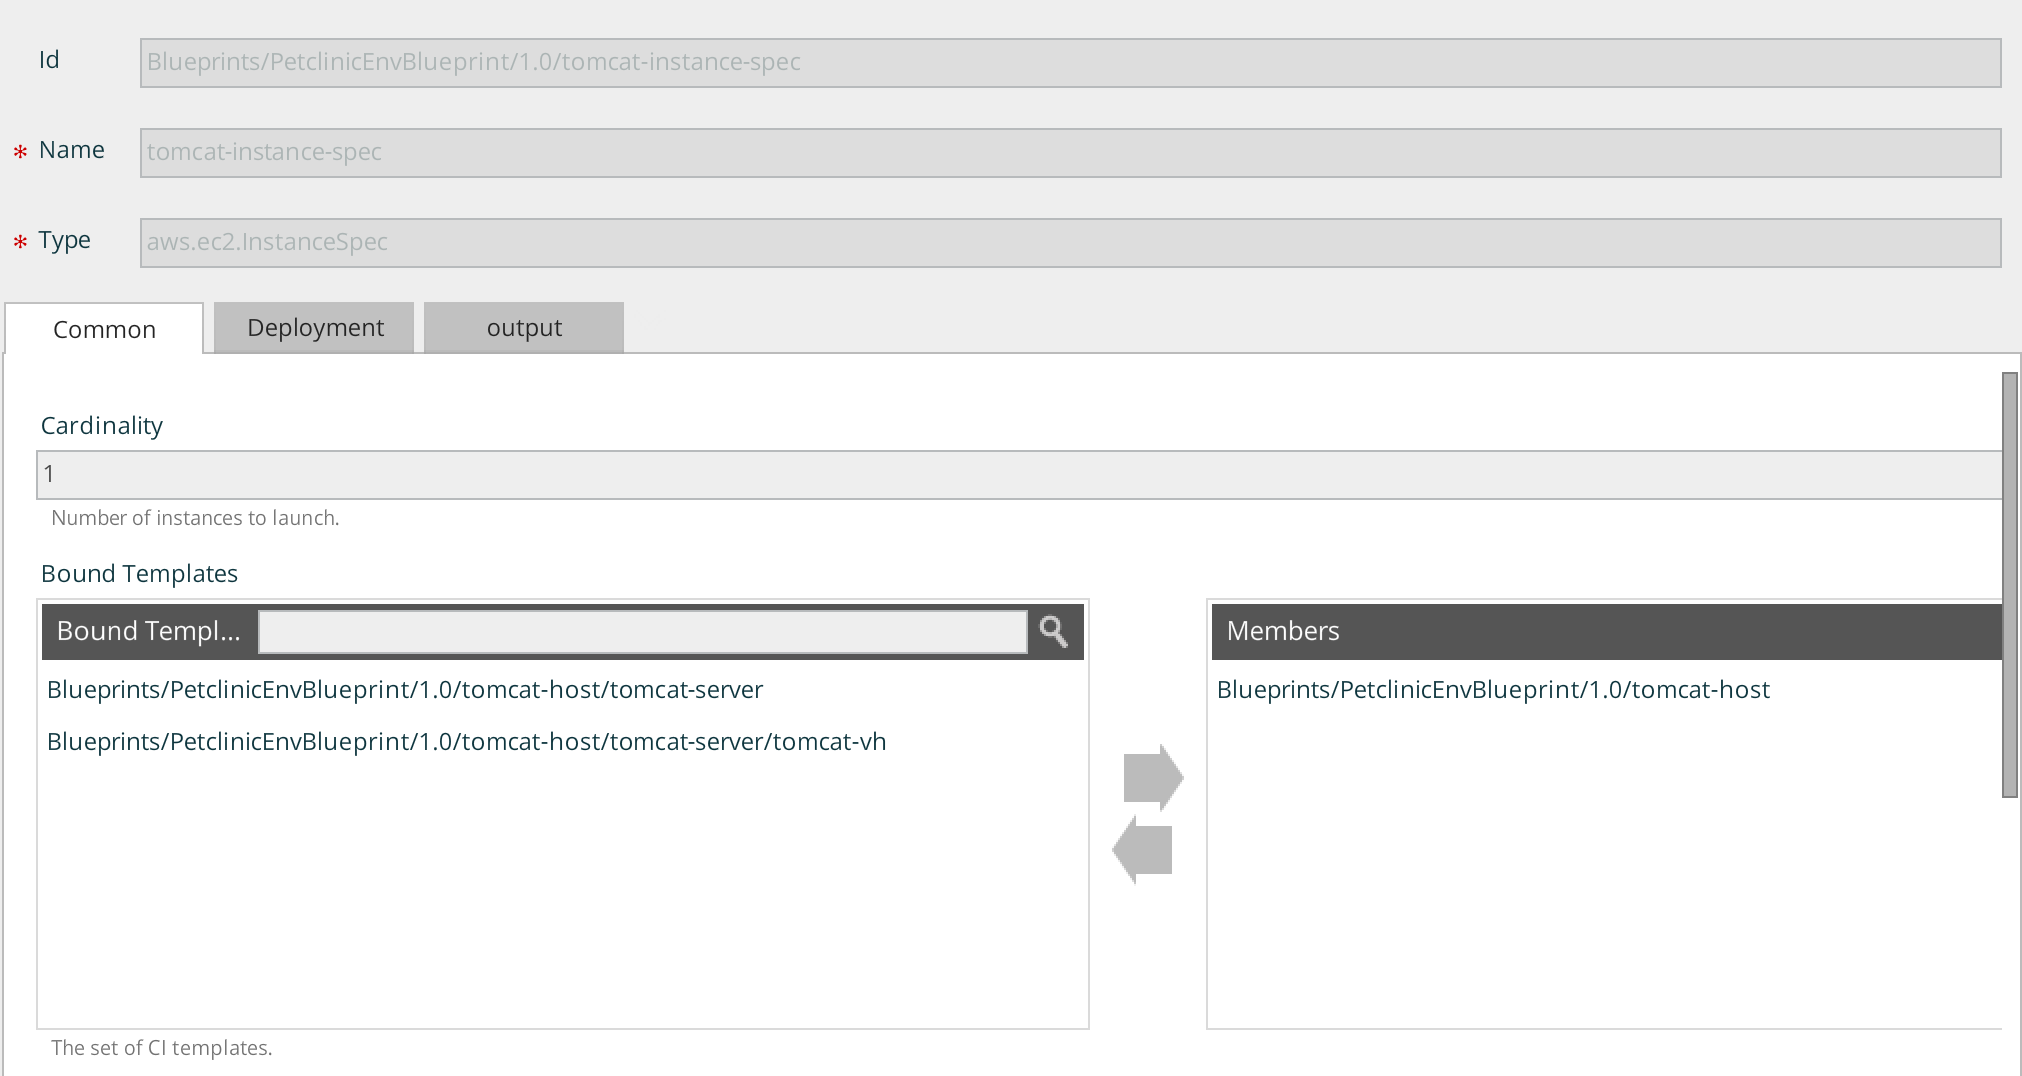 Id
Blueprints/PetclinicEnvBlueprint/1.0/tomcat-instance-spec
* Name
tomcat-instance-spec
* Type
aws.ec2.InstanceSpec
Common
Deployment
output
Cardinality
1
Number of instances to launch.
Bound Templates
Bound Templ...
Members
Blueprints/PetclinicEnvBlueprint/1.0/tomcat-host/tomcat-server
Blueprints/PetclinicEnvBlueprint/1.0/tomcat-host
Blueprints/PetclinicEnvBlueprint/1.0/tomcat-host/tomcat-server/tomcat-vh
The set of CI templates.